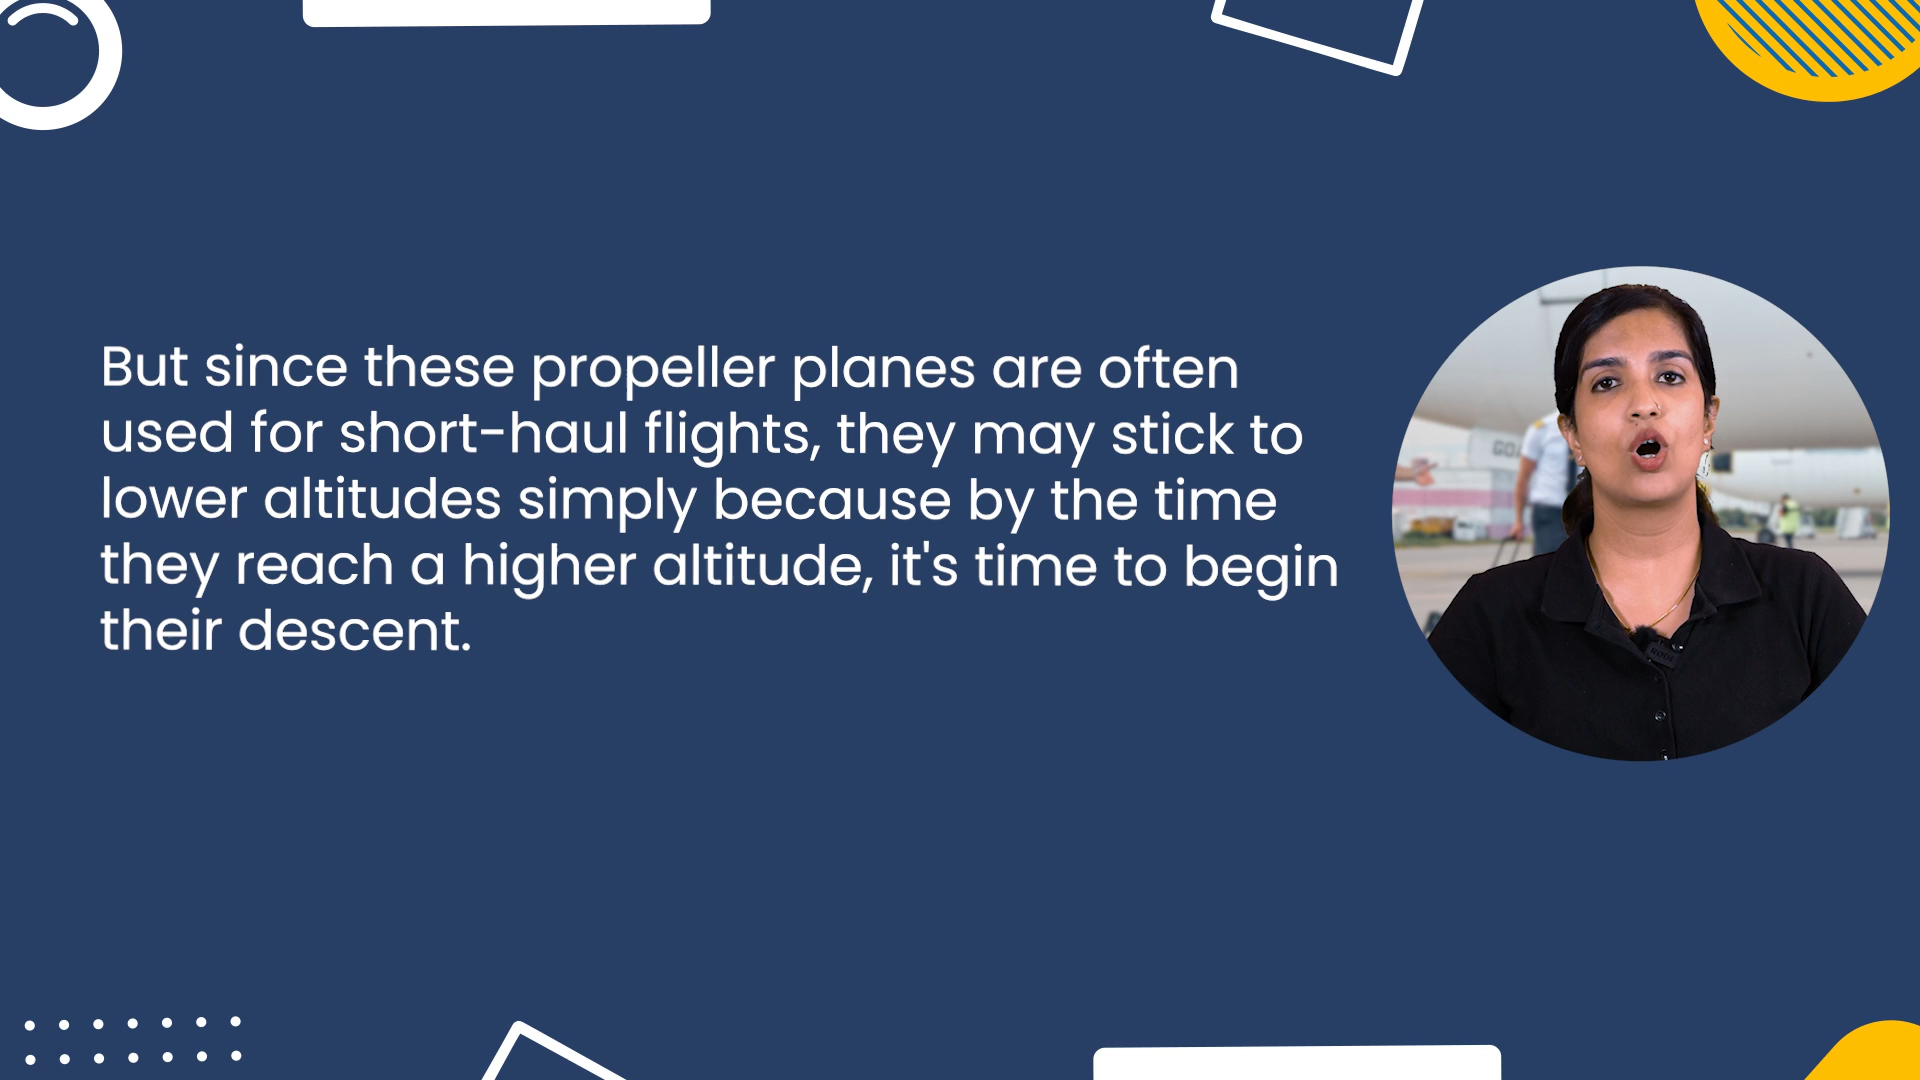 But since these propeller planes are often
used for short-haul flights, they may stick to
lower altitudes simply because by the time
they reach a higher altitude, it's time to begin
their descent.